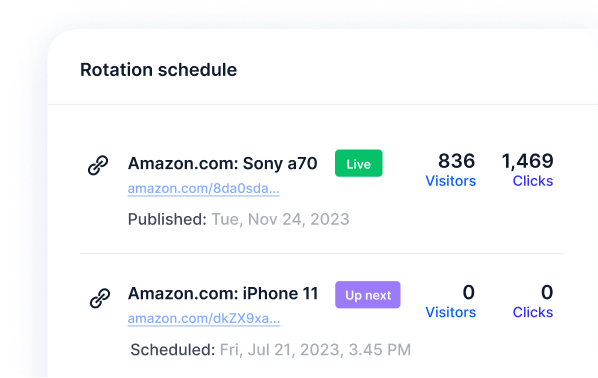 Rotation schedule
Amazon.com: Sony a70 Live 836 1,469
amazon.com/8da0sda... Visitors Clicks
Published: Tue, Nov 24, 2023
Amazon.com: iPhone 11 Up next 0 0
amazon.com/dkZX9xa... Visitors Clicks
Scheduled: Fri, Jul 21, 2023, 3.45 PM